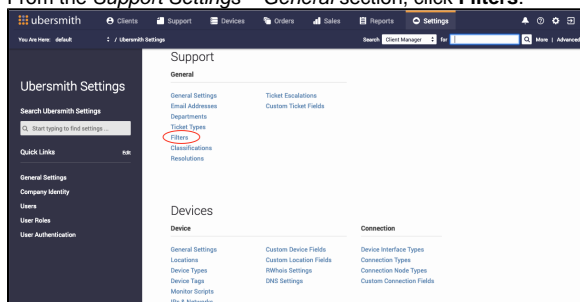 From the Support Settings – General section, click Filters.
ubersmith Clients Support Devices Orders Sales Reports Settings
You Are Here: default / Ubersmith Settings Search Client Manager for More | Advanced
Ubersmith Settings
Search Ubersmith Settings
Start typing to find settings ...
Quick Links Edit
General Settings
Company Identity
Users
User Roles
User Authentication
Support
General
General Settings Ticket Escalations
Email Addresses Custom Ticket Fields
Departments
Ticket Types
Filters
Classifications
Resolutions
Devices
Device Connection
General Settings Custom Device Fields Device Interface Types
Locations Custom Location Fields Connection Types
Device Types RWhois Settings Connection Node Types
Device Tags DNS Settings Custom Connection Fields
Monitor Scripts
IPs & Networks